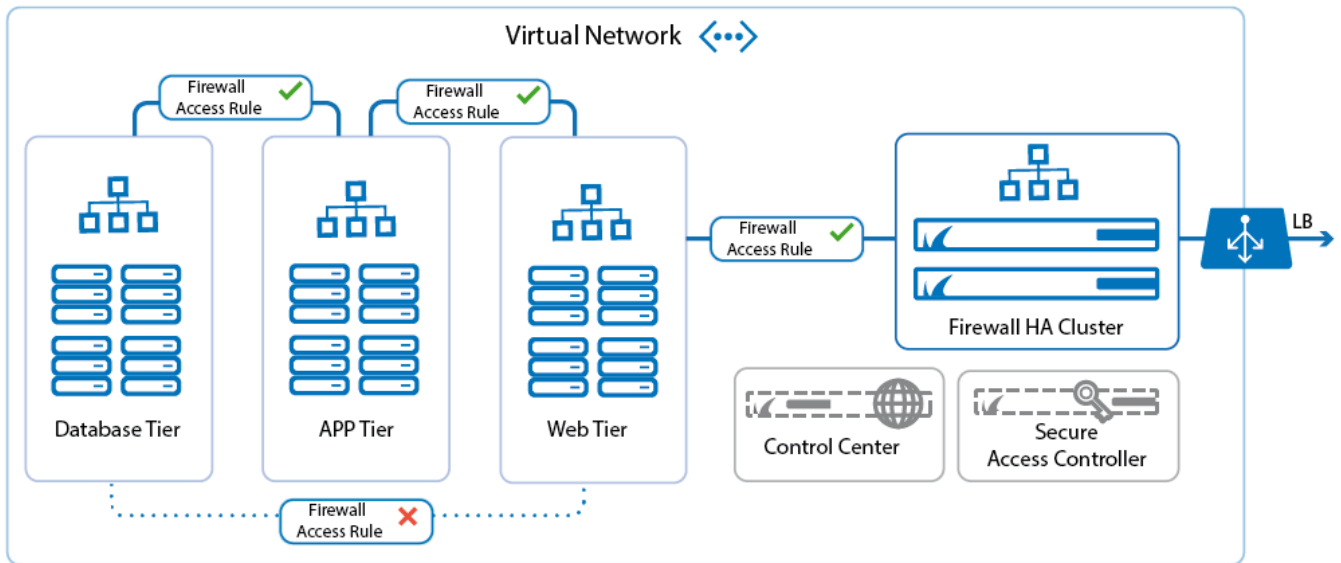 Virtual Network
Firewall
Access Rule
Firewall
Access Rule
Database Tier
APP Tier
Web Tier
Firewall
Access Rule
Firewall HA Cluster
LB
Control Center
Secure
Access Controller
Firewall
Access Rule